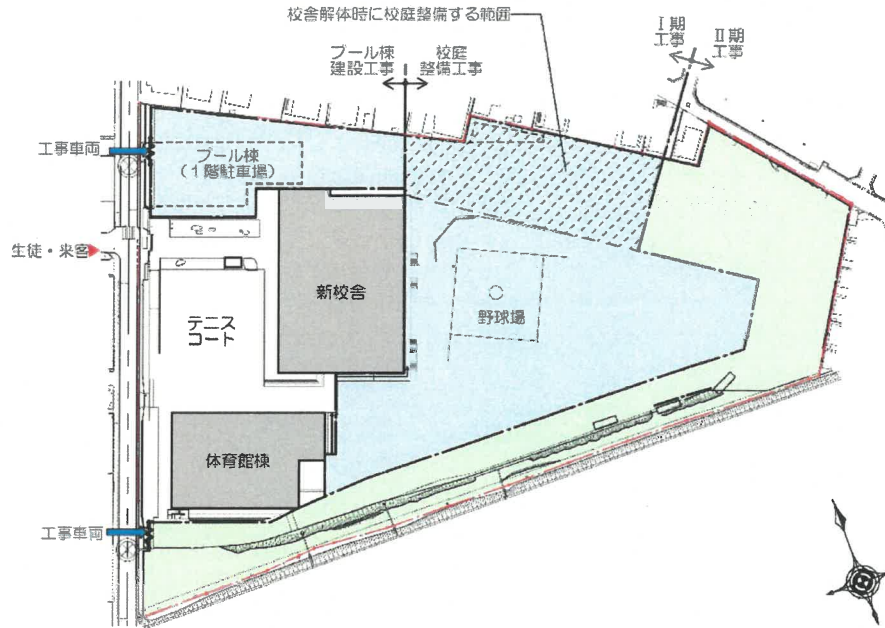 校舎解体時に校庭整備する範囲
Ⅰ期
工事
Ⅱ期
工事
プール棟
建設工事
校庭
整備工事
工事車両
プール棟
(1階駐車場)
生徒・来客
新校舎
テニス
コート
野球場
体育館棟
工事車両